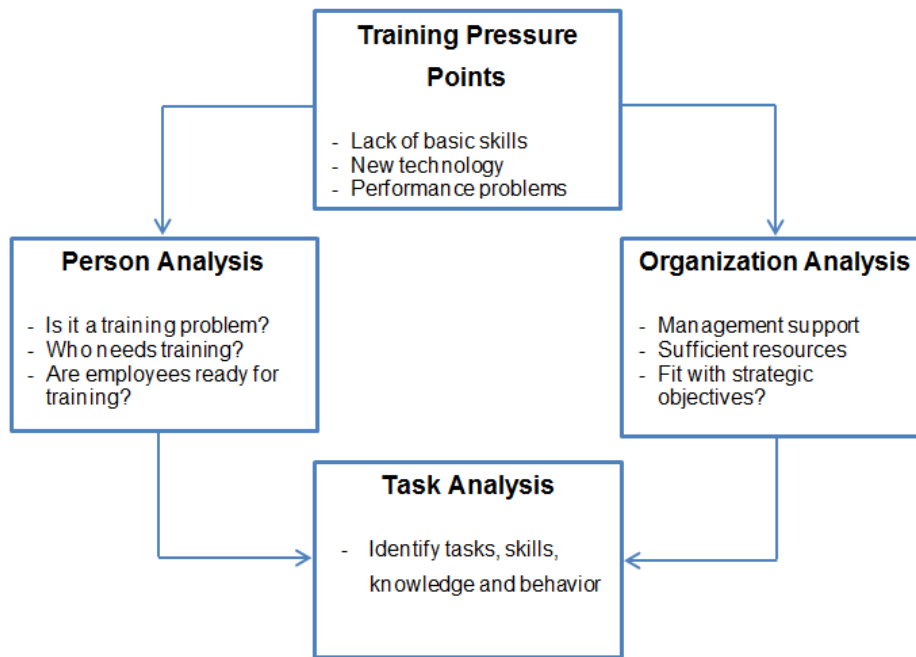 Training Pressure
Points
- Lack of basic skills
- New technology
- Performance problems
Person Analysis
- Is it a training problem?
- Who needs training?
- Are employees ready for
training?
Organization Analysis
- Management support
- Sufficient resources
- Fit with strategic
objectives?
Task Analysis
- Identify tasks, skills,
knowledge and behavior